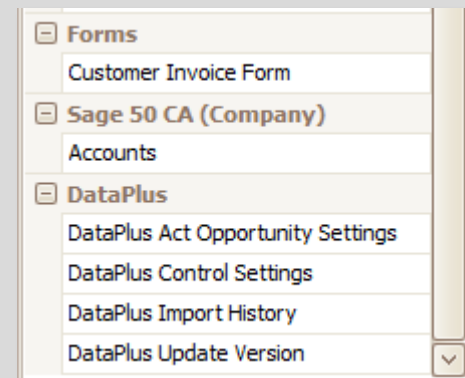 Forms
Customer Invoice Form
Sage 50 CA (Company)
Accounts
DataPlus
DataPlus Act Opportunity Settings
DataPlus Control Settings
DataPlus Import History
DataPlus Update Version